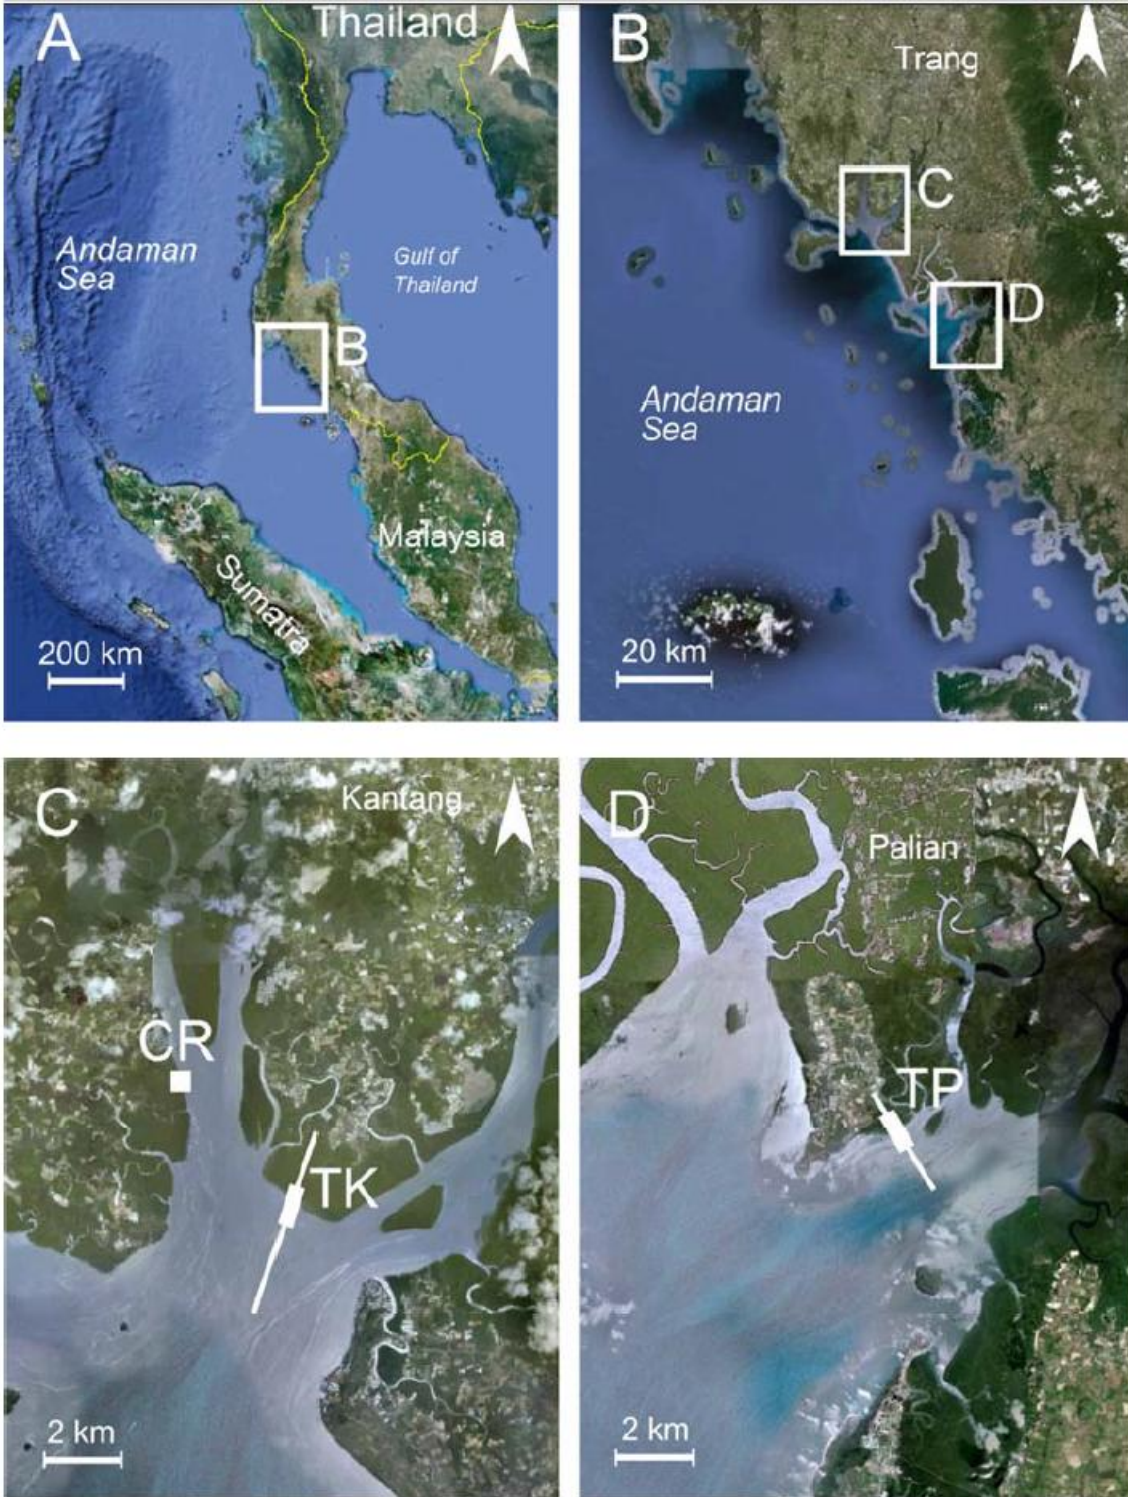 A
Thailand
Andaman
Sea
Gulf of
Thailand
B
Malaysia
Sumatra
200 km
B
Trang
C
D
Andaman
Sea
20 km
C
Kantang
CR
TK
2 km
D
Palian
TP
2 km